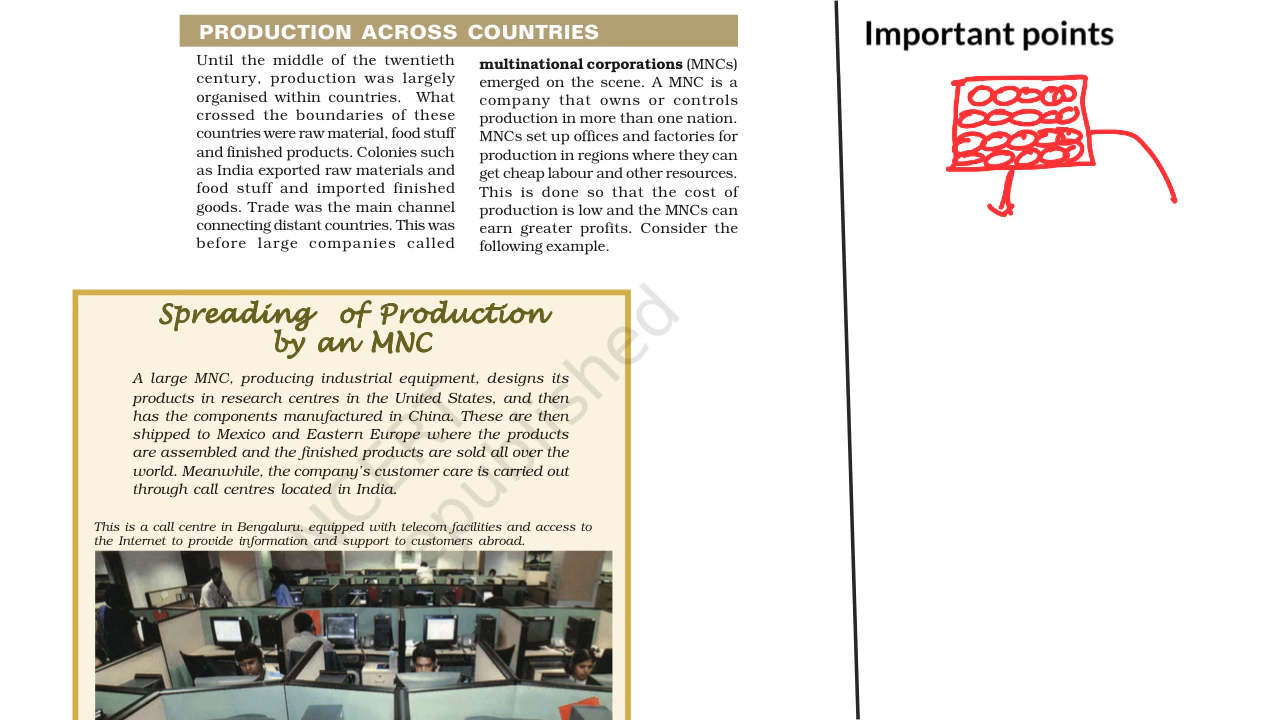 PRODUCTION ACROSS COUNTRIES
Until the middle of the twentieth
century, production was largely
organised within countries. What
crossed the boundaries of these
countries were raw material, food stuff
and finished products. Colonies such
as India exported raw materials and
food stuff and imported finished
goods. Trade was the main channel
connecting distant countries. This was
before large companies called
multinational corporations (MNCs)
emerged on the scene. A MNC is a
company that owns or controls
production in more than one nation.
MNCs set up offices and factories for
production in regions where they can
get cheap labour and other resources.
This is done so that the cost of
production is low and the MNCs can
earn greater profits. Consider the
following example.
Spreading of Production
by an MNC
A large MNC, producing industrial equipment, designs its
products in research centres in the United States, and then
has the components manufactured in China. These are then
shipped to Mexico and Eastern Europe where the products
are assembled and the finished products are sold all over the
world. Meanwhile, the company's customer care is carried out
through call centres located in India.
This is a call centre in Bengaluru, equipped with telecom facilities and access to
the Internet to provide information and support to customers abroad.
NCERT
republished
Important points